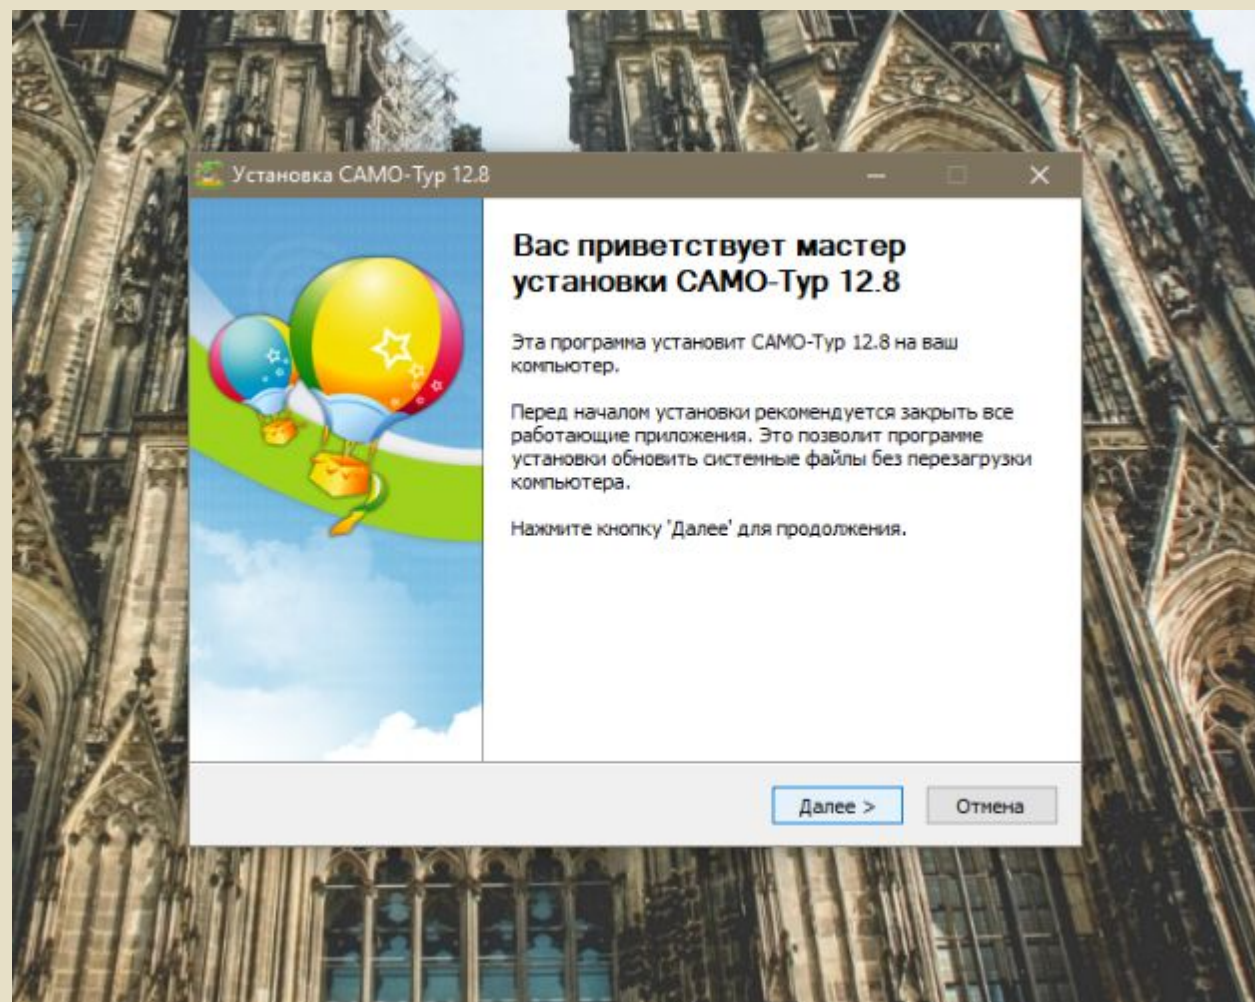 Установка САМО-Тур 12.8
Вас приветствует мастер
установки САМО-Тур 12.8
Эта программа установит САМО-Тур 12.8 на ваш
компьютер.
Перед началом установки рекомендуется закрыть все
работающие приложения. Это позволит программе
установки обновить системные файлы без перезагрузки
компьютера.
Нажмите кнопку 'Далее' для продолжения.
Далее >
Отмена